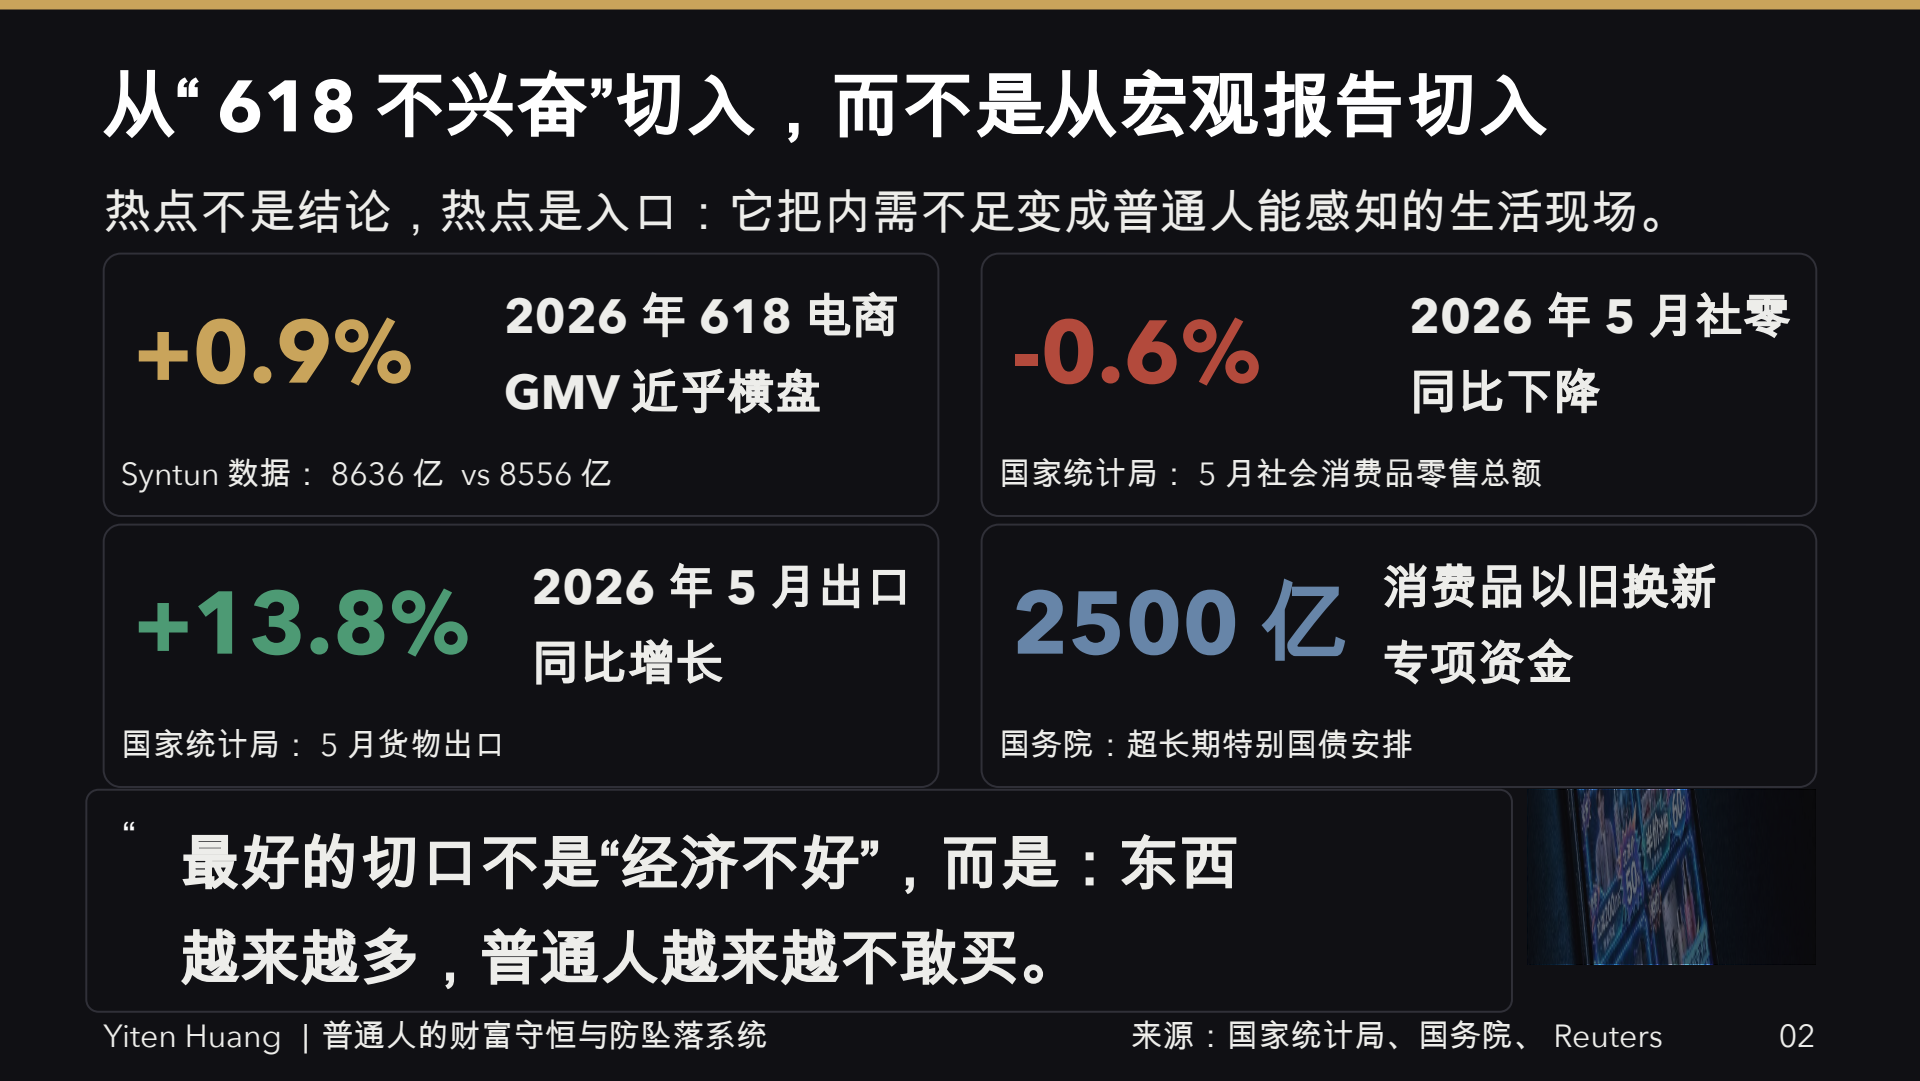 从“618 不兴奋”切入，而不是从宏观报告切入
热点不是结论，热点是入口：它把内需不足变成普通人能感知的生活现场。
+0.9%
2026 年 618 电商
GMV 近乎横盘
Syntun 数据： 8636 亿 vs 8556 亿
-0.6%
2026 年 5 月社零
同比下降
国家统计局： 5 月社会消费品零售总额
+13.8%
2026 年 5 月出口
同比增长
国家统计局： 5 月货物出口
2500 亿
消费品以旧换新
专项资金
国务院：超长期特别国债安排
“
最好的切口不是“经济不好”，而是：东西
越来越多，普通人越来越不敢买。
Yiten Huang | 普通人的财富守恒与防坠落系统
来源：国家统计局、国务院、 Reuters
02